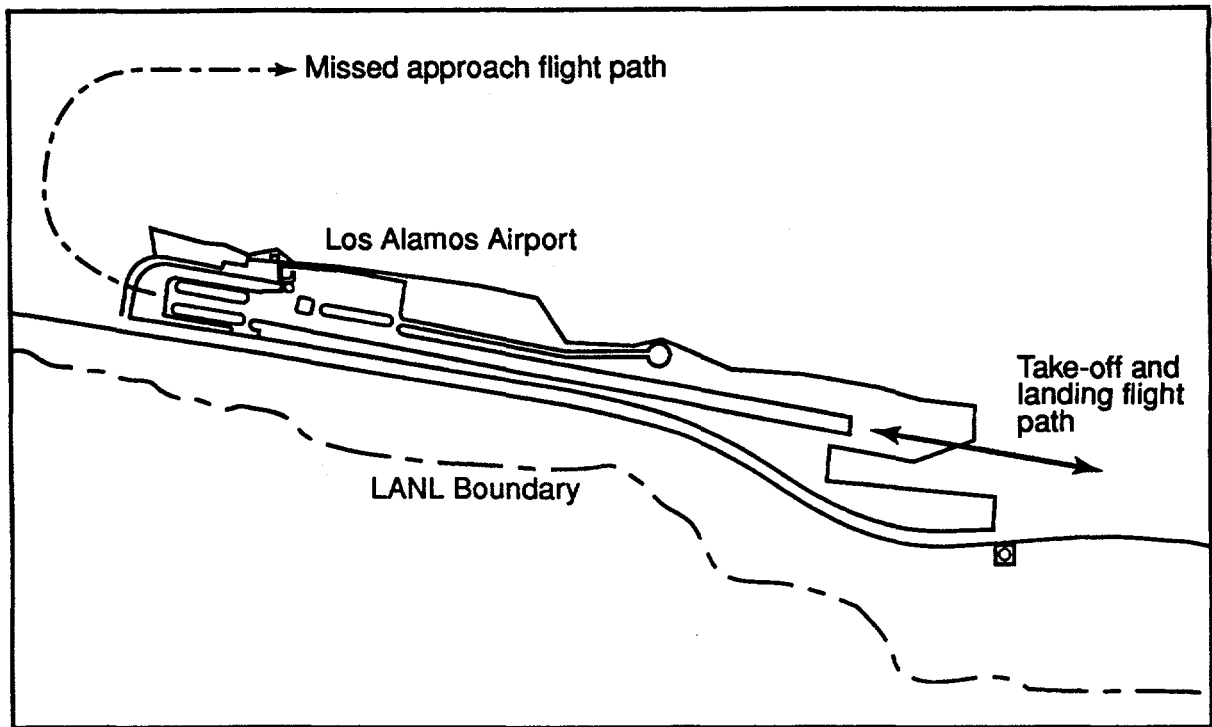 Missed approach flight path
Los Alamos Airport
Take-off and
landing flight
path
LANL Boundary